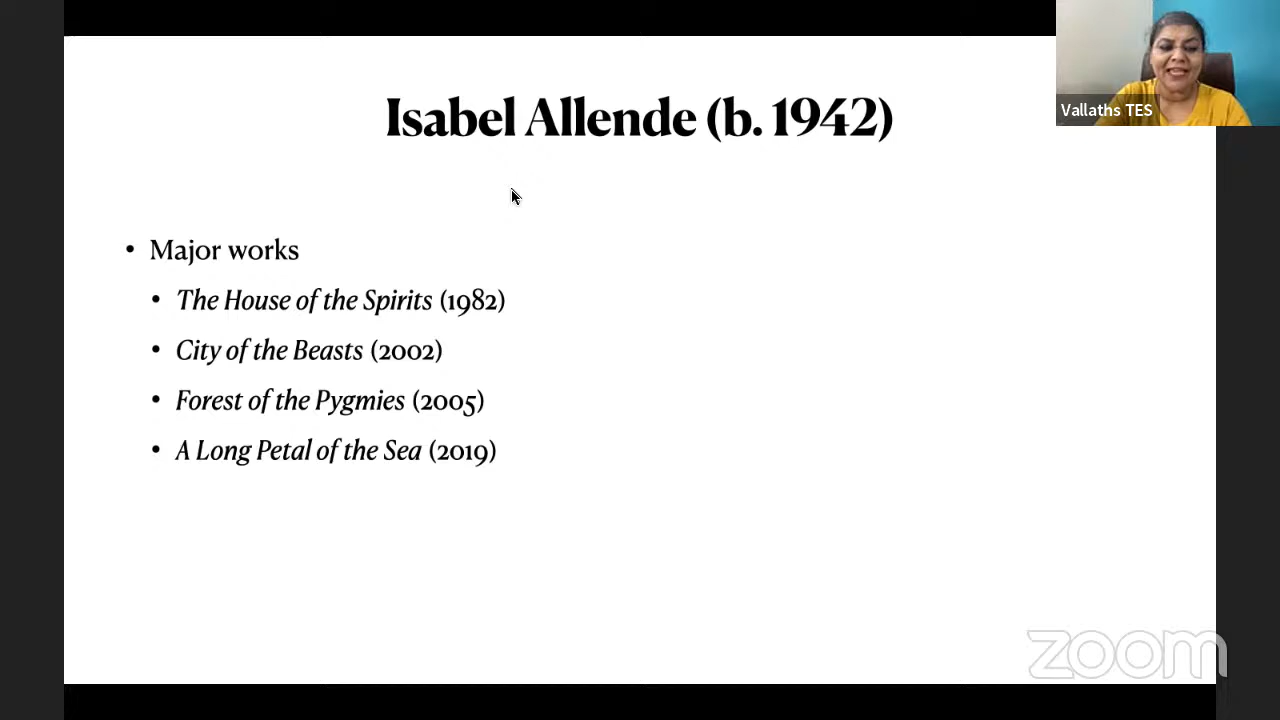 Vallaths TES
Isabel Allende (b. 1942)
• Major works
• The House of the Spirits (1982)
• City of the Beasts (2002)
• Forest of the Pygmies (2005)
• A Long Petal of the Sea (2019)
zoom